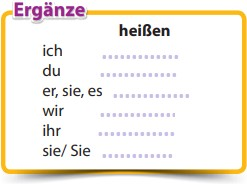 Ergänze
heißen
ich ................
du ................
er, sie, es ................
wir ................
ihr ................
sie/ Sie ................